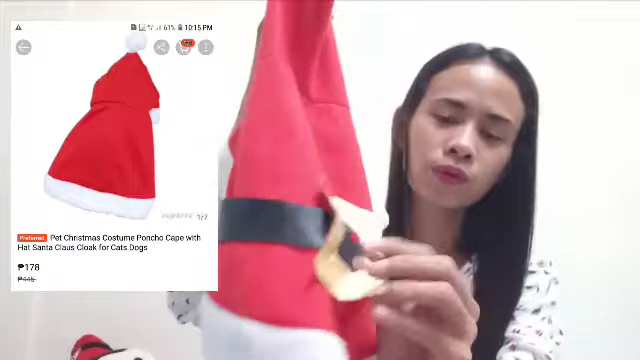 61% 10:15 PM
1/7
Preferred Pet Christmas Costume Poncho Cape with
Hat Santa Claus Cloak for Cats Dogs
₱178
₱445